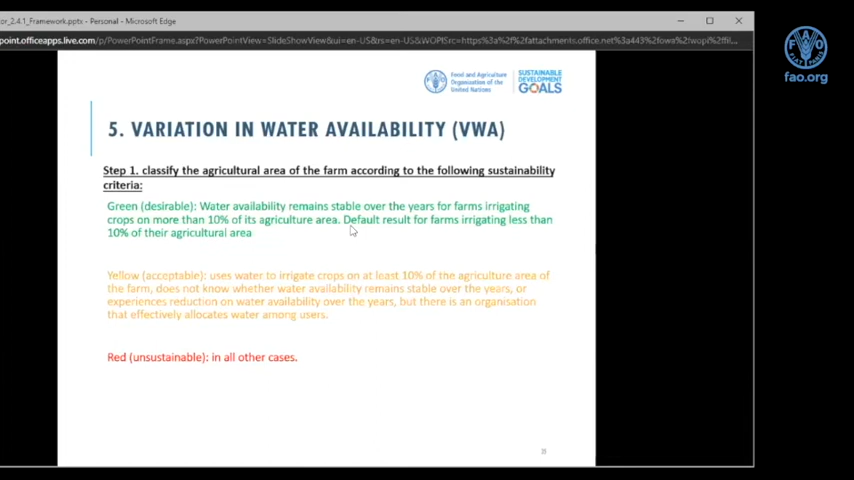 or_2.4.1_Framework.pptx - Personal - Microsoft Edge
point.officeapps.live.com/p/PowerPointFrame.aspx?PowerPointView=SlideShowView&ui=en-US&rs=en-US&WOPISrc=https%3a%2f%2fattachments.office.net%3a443%2fowa%2fwopi%2ffil...
fao.org
Food and Agriculture
Organization of the
United Nations
SUSTAINABLE
DEVELOPMENT
GOALS
5. VARIATION IN WATER AVAILABILITY (VWA)
Step 1. classify the agricultural area of the farm according to the following sustainability
criteria:
Green (desirable): Water availability remains stable over the years for farms irrigating
crops on more than 10% of its agriculture area. Default result for farms irrigating less than
10% of their agricultural area
Yellow (acceptable): uses water to irrigate crops on at least 10% of the agriculture area of
the farm, does not know whether water availability remains stable over the years, or
experiences reduction on water availability over the years, but there is an organisation
that effectively allocates water among users.
Red (unsustainable): in all other cases.